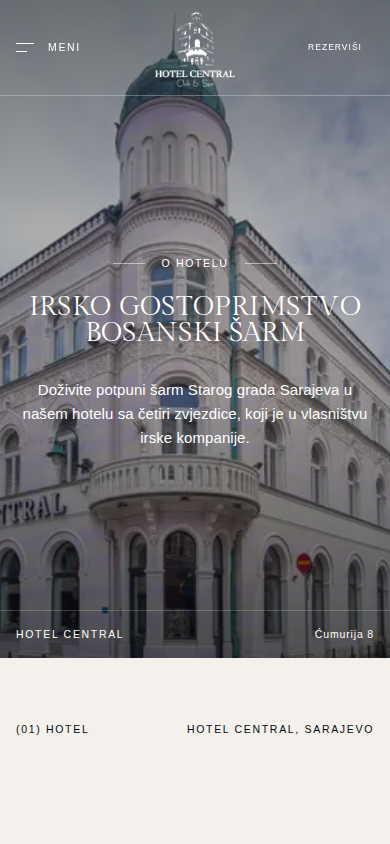 MENI
HOTEL CENTRAL
Club & Spa
REZERVIŠI
O HOTELU
IRSKO GOSTOPRIMSTVO
BOSANSKI ŠARM
Doživite potpuni šarm Starog grada Sarajeva u
našem hotelu sa četiri zvjezdice, koji je u vlasništvu
irske kompanije.
NTRAL
HOTEL CENTRAL
Ćumurija 8
(01) HOTEL
HOTEL CENTRAL, SARAJEVO